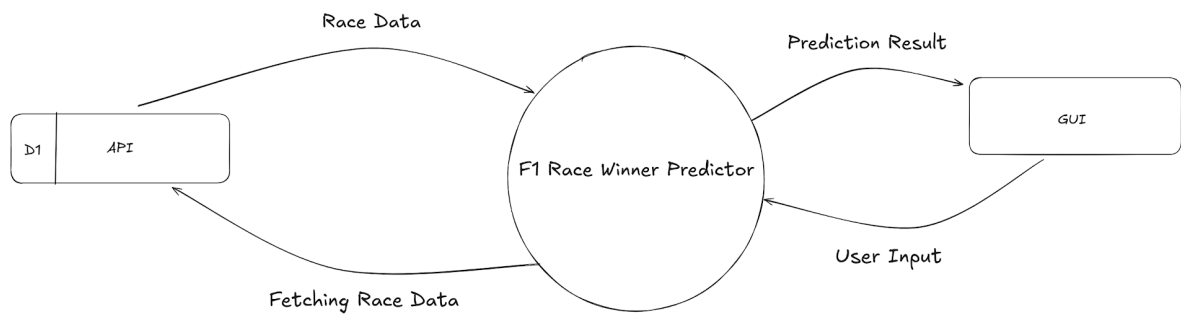 Race Data
Prediction Result
D1
API
GUI
F1 Race Winner Predictor
User Input
Fetching Race Data